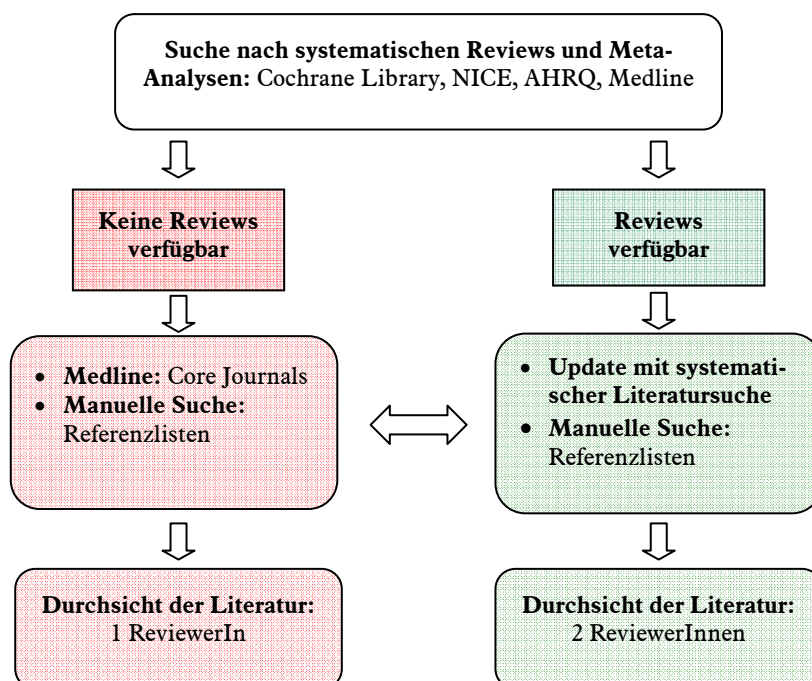 Suche nach systematischen Reviews und Meta-
Analysen: Cochrane Library, NICE, AHRQ, Medline
Keine Reviews
verfügbar
Reviews
verfügbar
• Medline: Core Journals
• Manuelle Suche:
Referenzlisten
• Update mit systemati-
scher Literatursuche
• Manuelle Suche:
Referenzlisten
Durchsicht der Literatur:
1 ReviewerIn
Durchsicht der Literatur:
2 ReviewerInnen